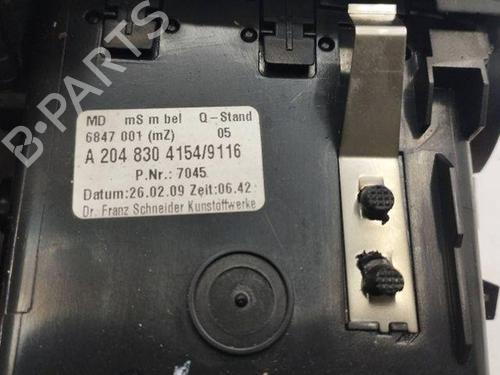 B-PARTS
MD mS m bel Q-Stand
6847 001 (mZ) 05
A 204 830 4154/9116
P.Nr.: 7045
Datum:26.02.09 Zeit:06.42
Dr. Franz Schneider Kunstoffwerke